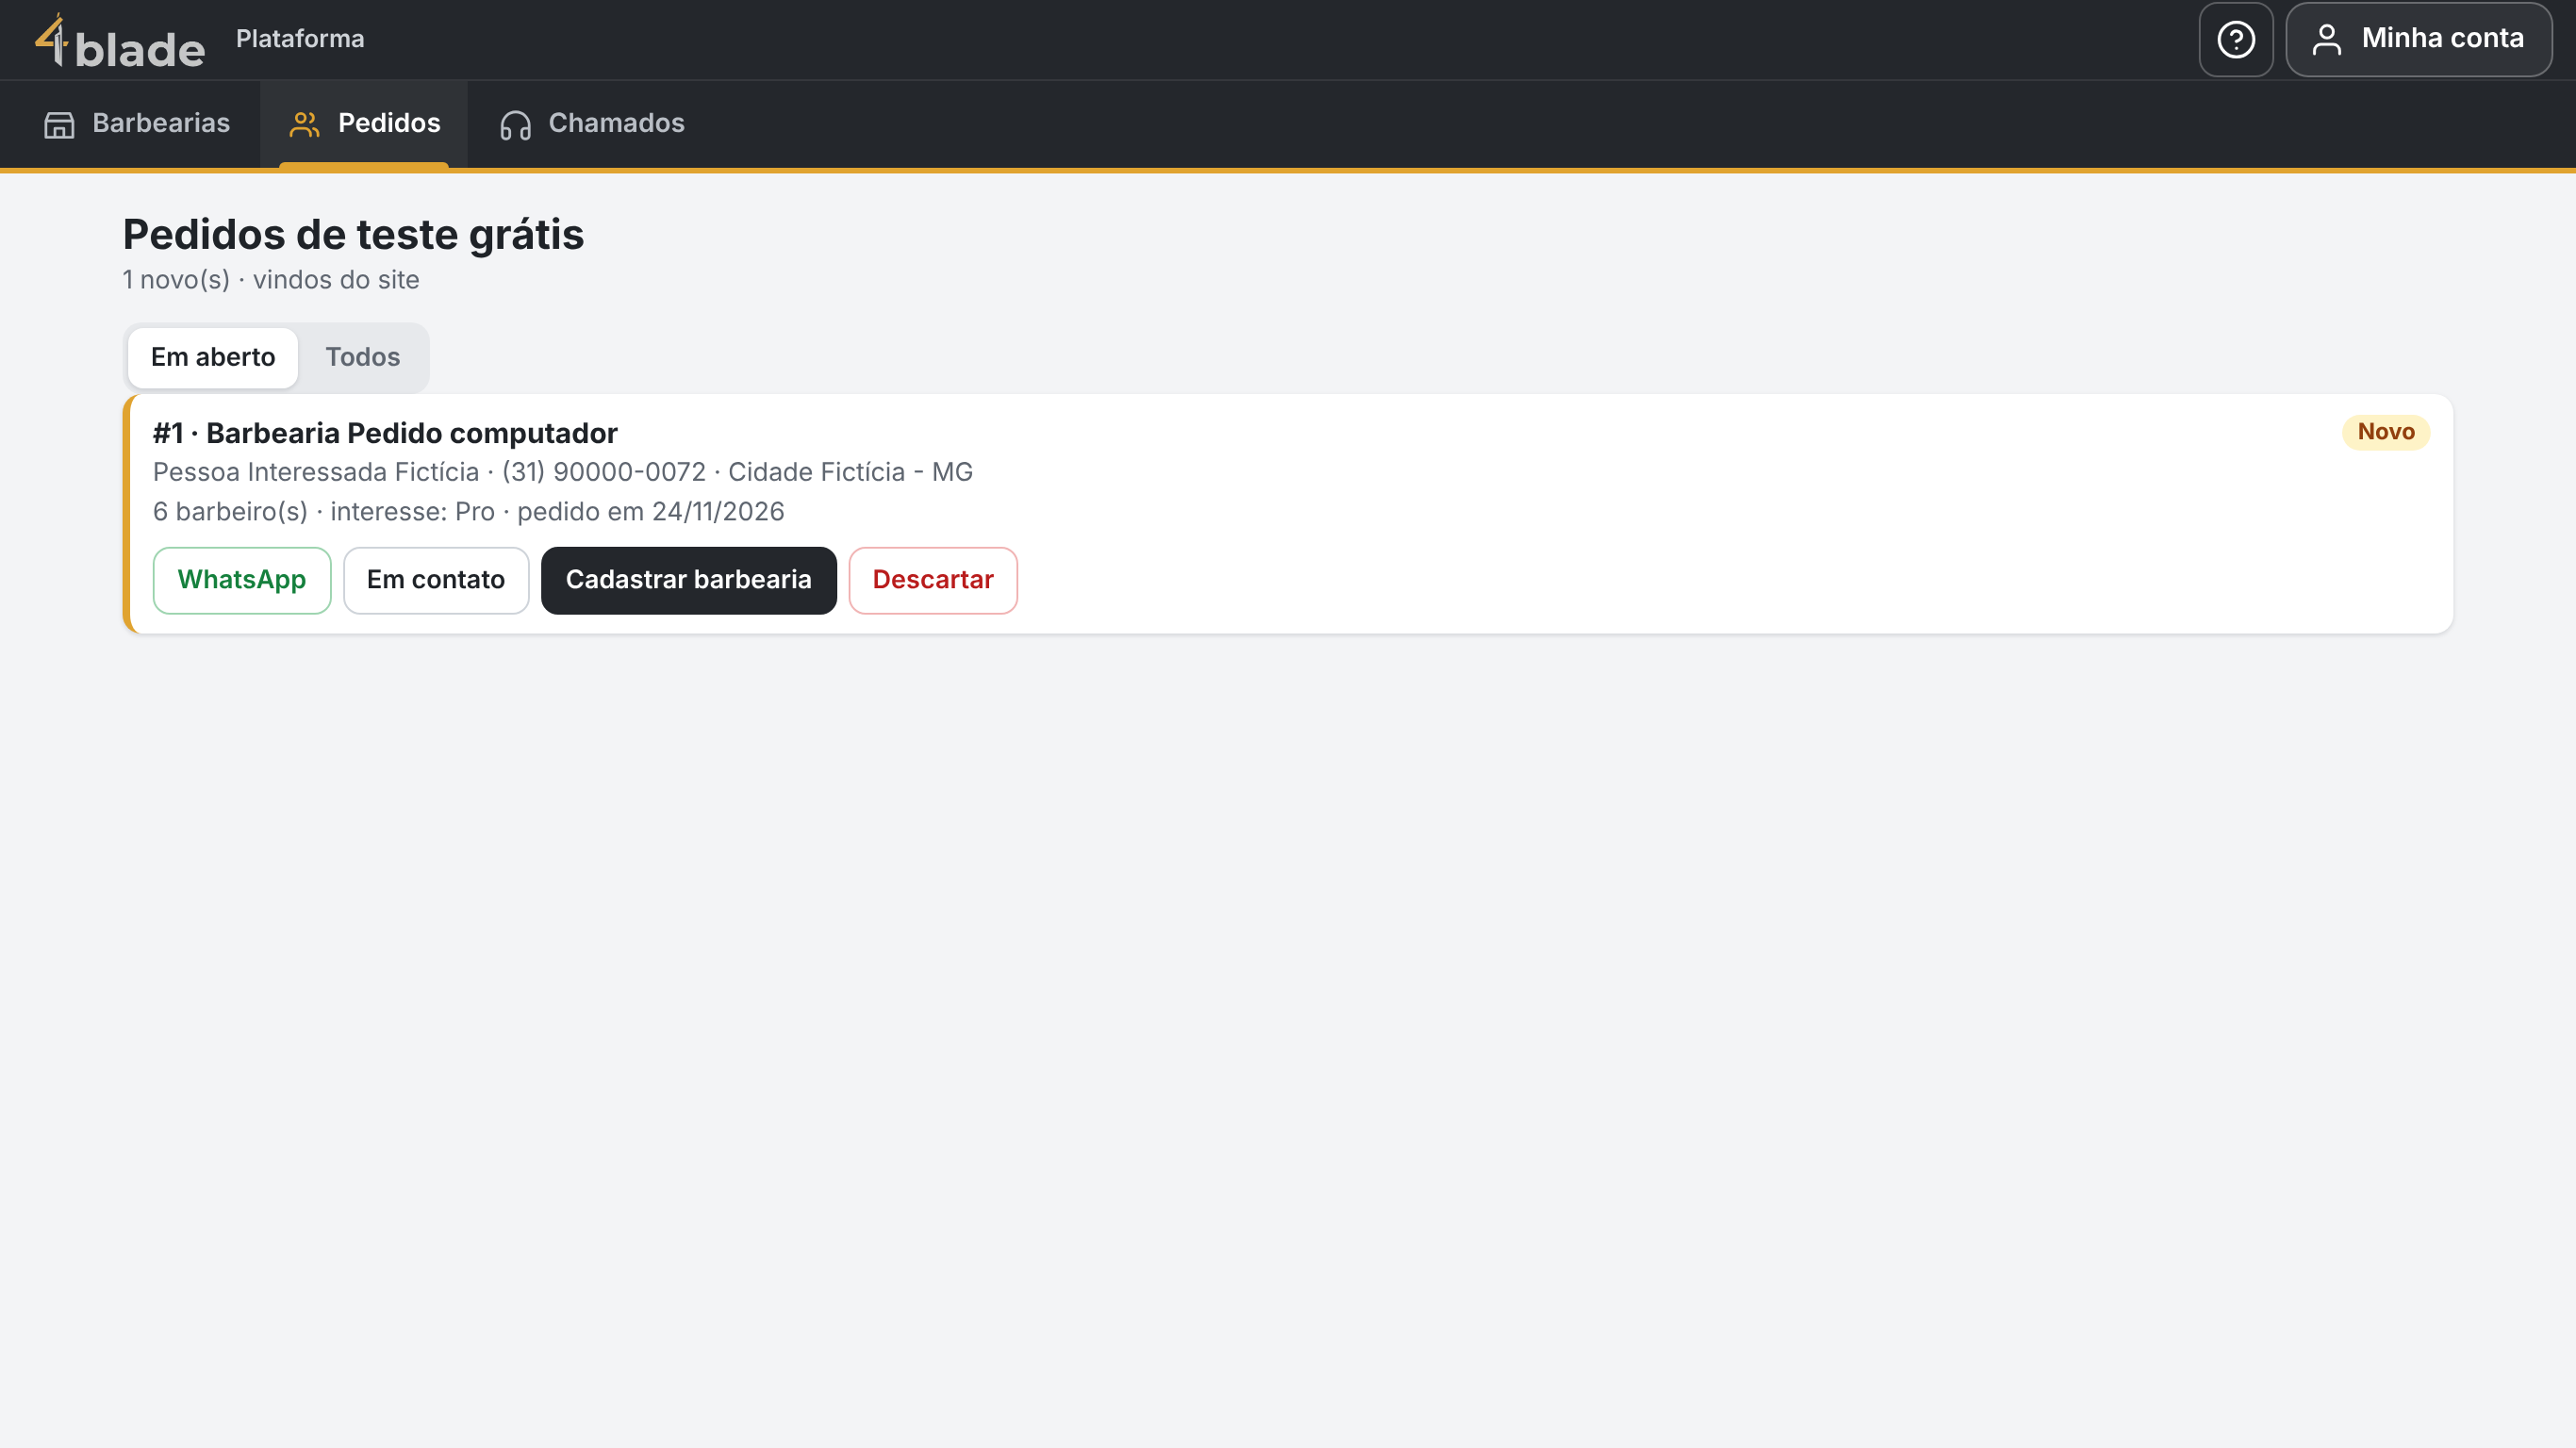 4blade Plataforma
Minha conta
Barbearias Pedidos Chamados
Pedidos de teste grátis
1 novo(s) · vindos do site
Em aberto Todos
#1 · Barbearia Pedido computador
Novo
Pessoa Interessada Fictícia · (31) 90000-0072 · Cidade Fictícia - MG
6 barbeiro(s) · interesse: Pro · pedido em 24/11/2026
WhatsApp Em contato Cadastrar barbearia Descartar